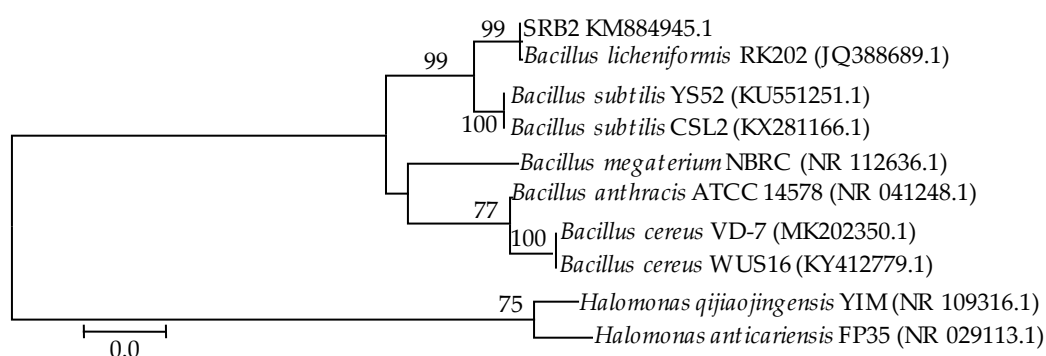 99 SRB2 KM884945.1
99 Bacillus licheniformis RK202 (JQ388689.1)
Bacillus subtilis YS52 (KU551251.1)
100 Bacillus subtilis CSL2 (KX281166.1)
Bacillus megaterium NBRC (NR 112636.1)
Bacillus anthracis ATCC 14578 (NR 041248.1)
77
100 Bacillus cereus VD-7 (MK202350.1)
Bacillus cereus WUS16 (KY412779.1)
75 Halomonas qijiaojingensis YIM (NR 109316.1)
Halomonas anticariensis FP35 (NR 029113.1)
0.0